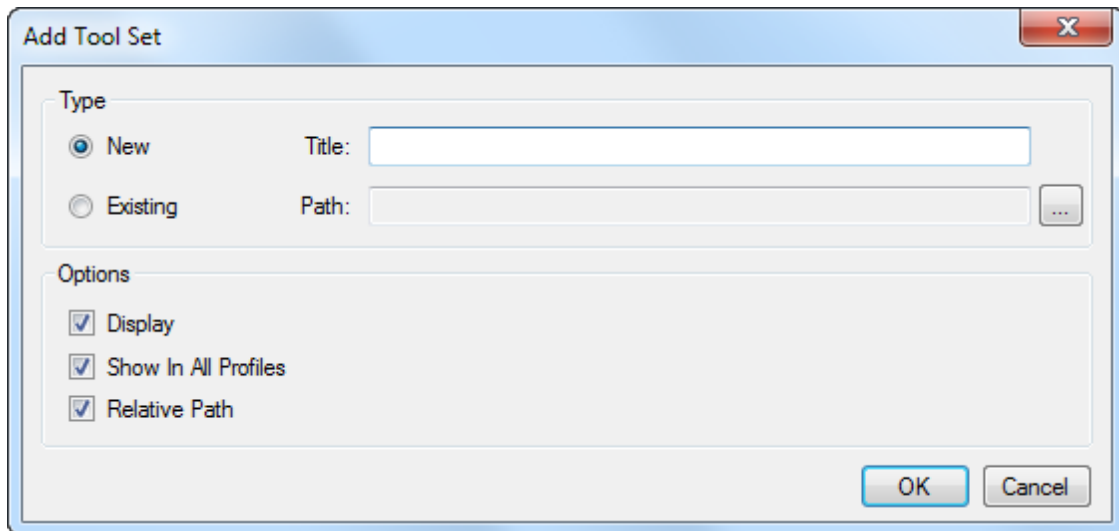 Add Tool Set
Type
New Title:
Existing Path:
...
Options
Display
Show In All Profiles
Relative Path
OK Cancel